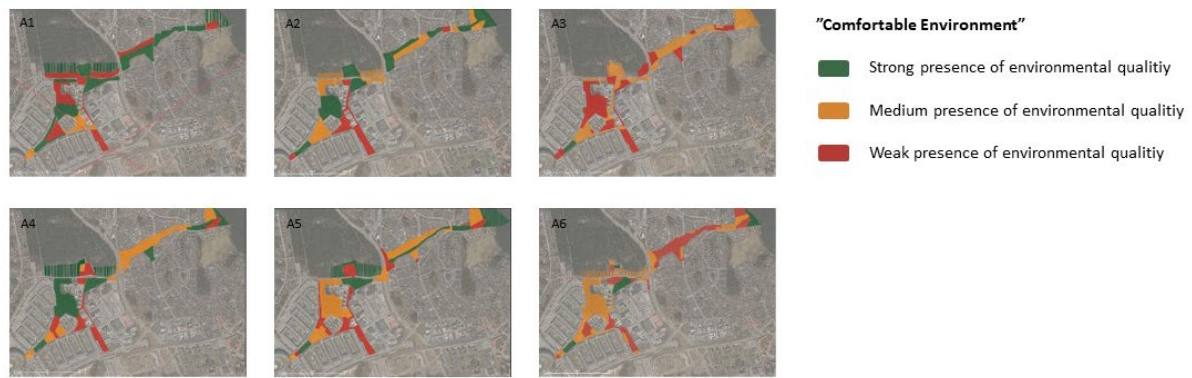 A1
A2
A3
”Comfortable Environment”
Strong presence of environmental qualitiy
Medium presence of environmental qualitiy
Weak presence of environmental qualitiy
A4
A5
A6